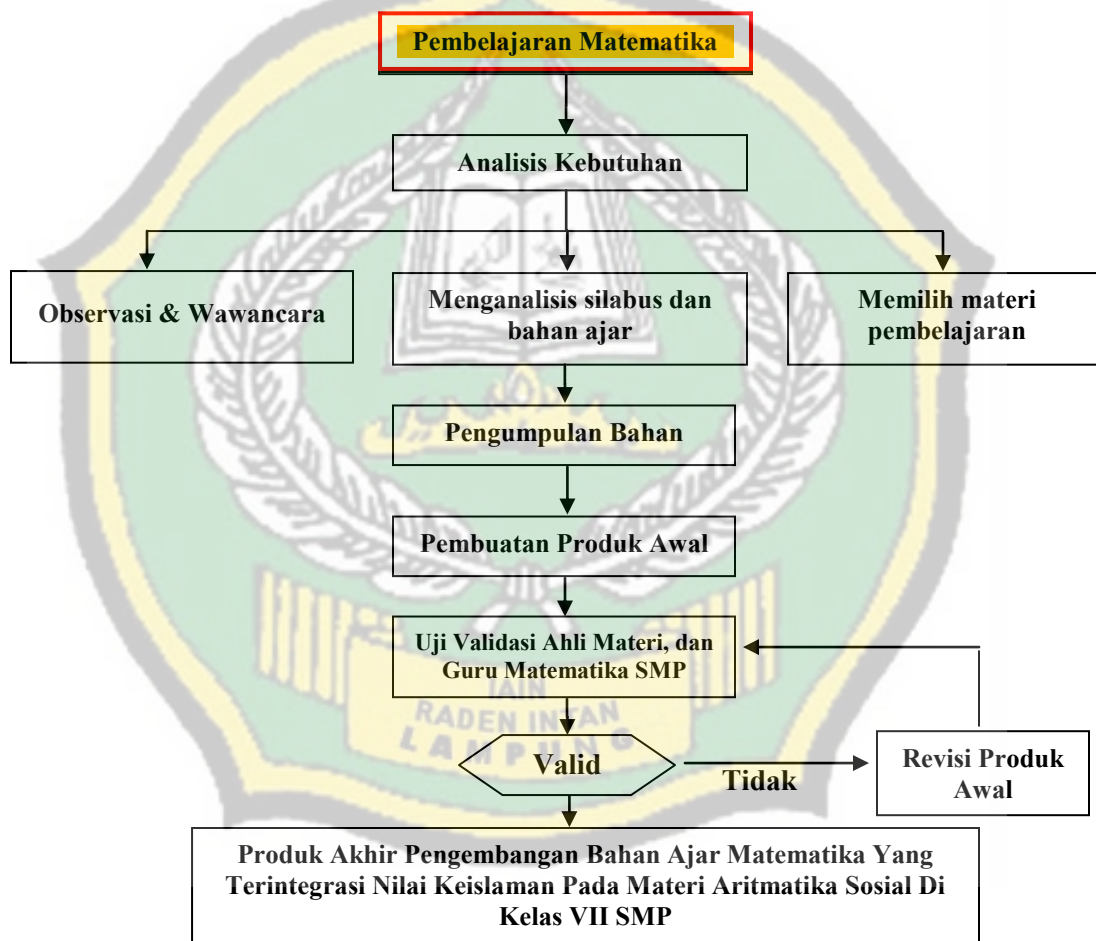 Pembelajaran Matematika
Analisis Kebutuhan
Observasi & Wawancara
Menganalisis silabus dan
bahan ajar
Memilih materi
pembelajaran
Pengumpulan Bahan
Pembuatan Produk Awal
Uji Validasi Ahli Materi, dan
Guru Matematika SMP
IAIN
RADEN INTAN
LAMPUNG
Valid
Tidak
Revisi Produk
Awal
Produk Akhir Pengembangan Bahan Ajar Matematika Yang
Terintegrasi Nilai Keislaman Pada Materi Aritmatika Sosial Di
Kelas VII SMP